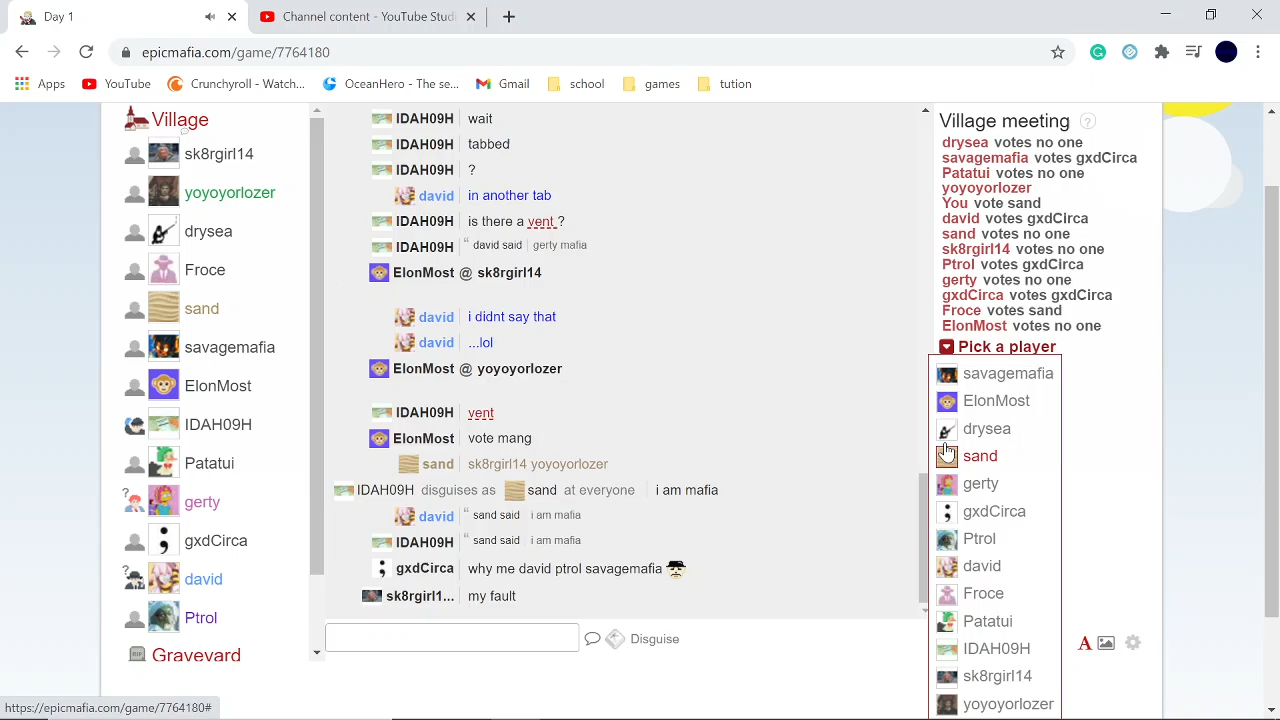 Day 1
Channel content - YouTube Studi
epicmafia.com/game/7764180
Apps YouTube Crunchyroll - Watch... OceanHero - The se... Gmail school games tution
Village
sk8rgirl14
yoyoyorlozer
drysea
Froce
sand
savagemafia
ElonMost
IDAH09H
Patatui
gerty
gxdCir
david
Ptrol
Graveyard
IDAH09H wait
IDAH09H tabbed
IDAH09H ?
david in another tab
IDAH09H is there a vent ?
IDAH09H “ david said gerty mafia
ElonMost @ sk8rgirl14
david i didnt say that
david ...lol
ElonMost @ yoyoyorlozer
IDAH09H vent
ElonMost vote mang
sand sk8rgirl14 yoyoyorlozer
IDAH09H disguises as sand at everyone i am mafia
david “ sand said i am mafia
IDAH09H “ sand said i am mafia
gxdCirca why me david ptrol savagemafia
sk8rgirl1... my fault
Disguise
Village meeting ?
drysea votes no one
savagemafia votes gxdCirca
Patatui votes no one
yoyoyorlozer
You vote sand
david votes gxdCirca
sand votes no one
sk8rgirl14 votes no one
Ptrol votes gxdCirca
gerty votes no one
gxdCirca votes gxdCirca
Froce votes sand
ElonMost votes no one
Pick a player
savagemafia
ElonMost
drysea
sand
gerty
gxdCirca
Ptrol
david
Froce
Patatui
IDAH09H
sk8rgirl14
yoyoyorlozer
A
https://epicmafia.com/game/7764180#